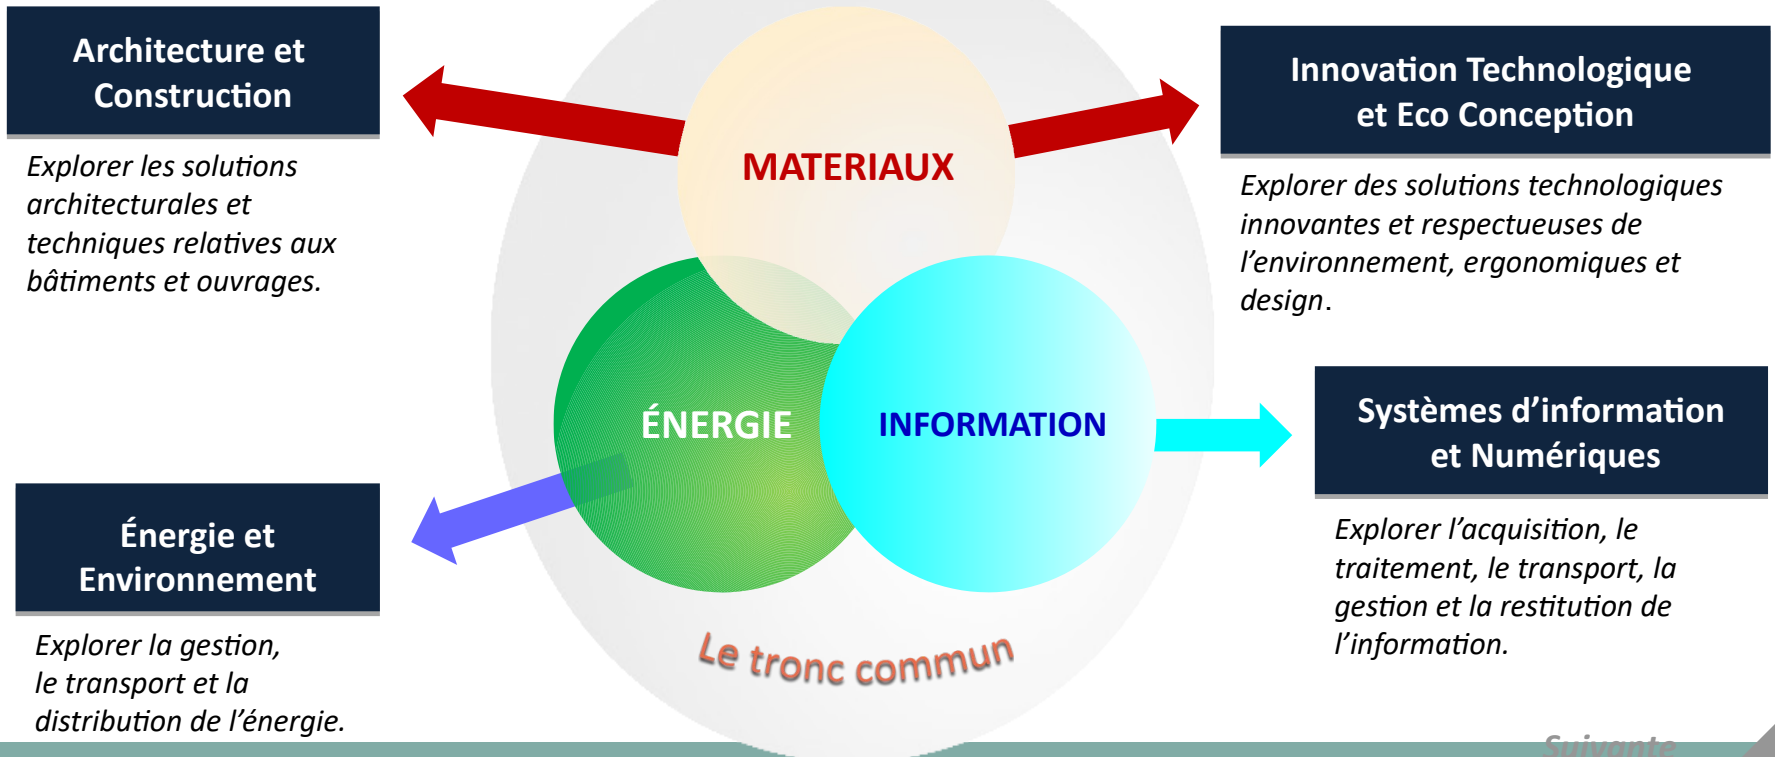 Architecture et
Construction
Explorer les solutions
architecturales et
techniques relatives aux
bâtiments et ouvrages.
MATERIAUX
Innovation Technologique
et Eco Conception
Explorer des solutions technologiques
innovantes et respectueuses de
l’environnement, ergonomiques et
design.
ÉNERGIE
INFORMATION
Systèmes d’information
et Numériques
Explorer l’acquisition, le
traitement, le transport, la
gestion et la restitution de
l’information.
Énergie et
Environnement
Explorer la gestion,
le transport et la
distribution de l’énergie.
Le tronc commun
Suivante